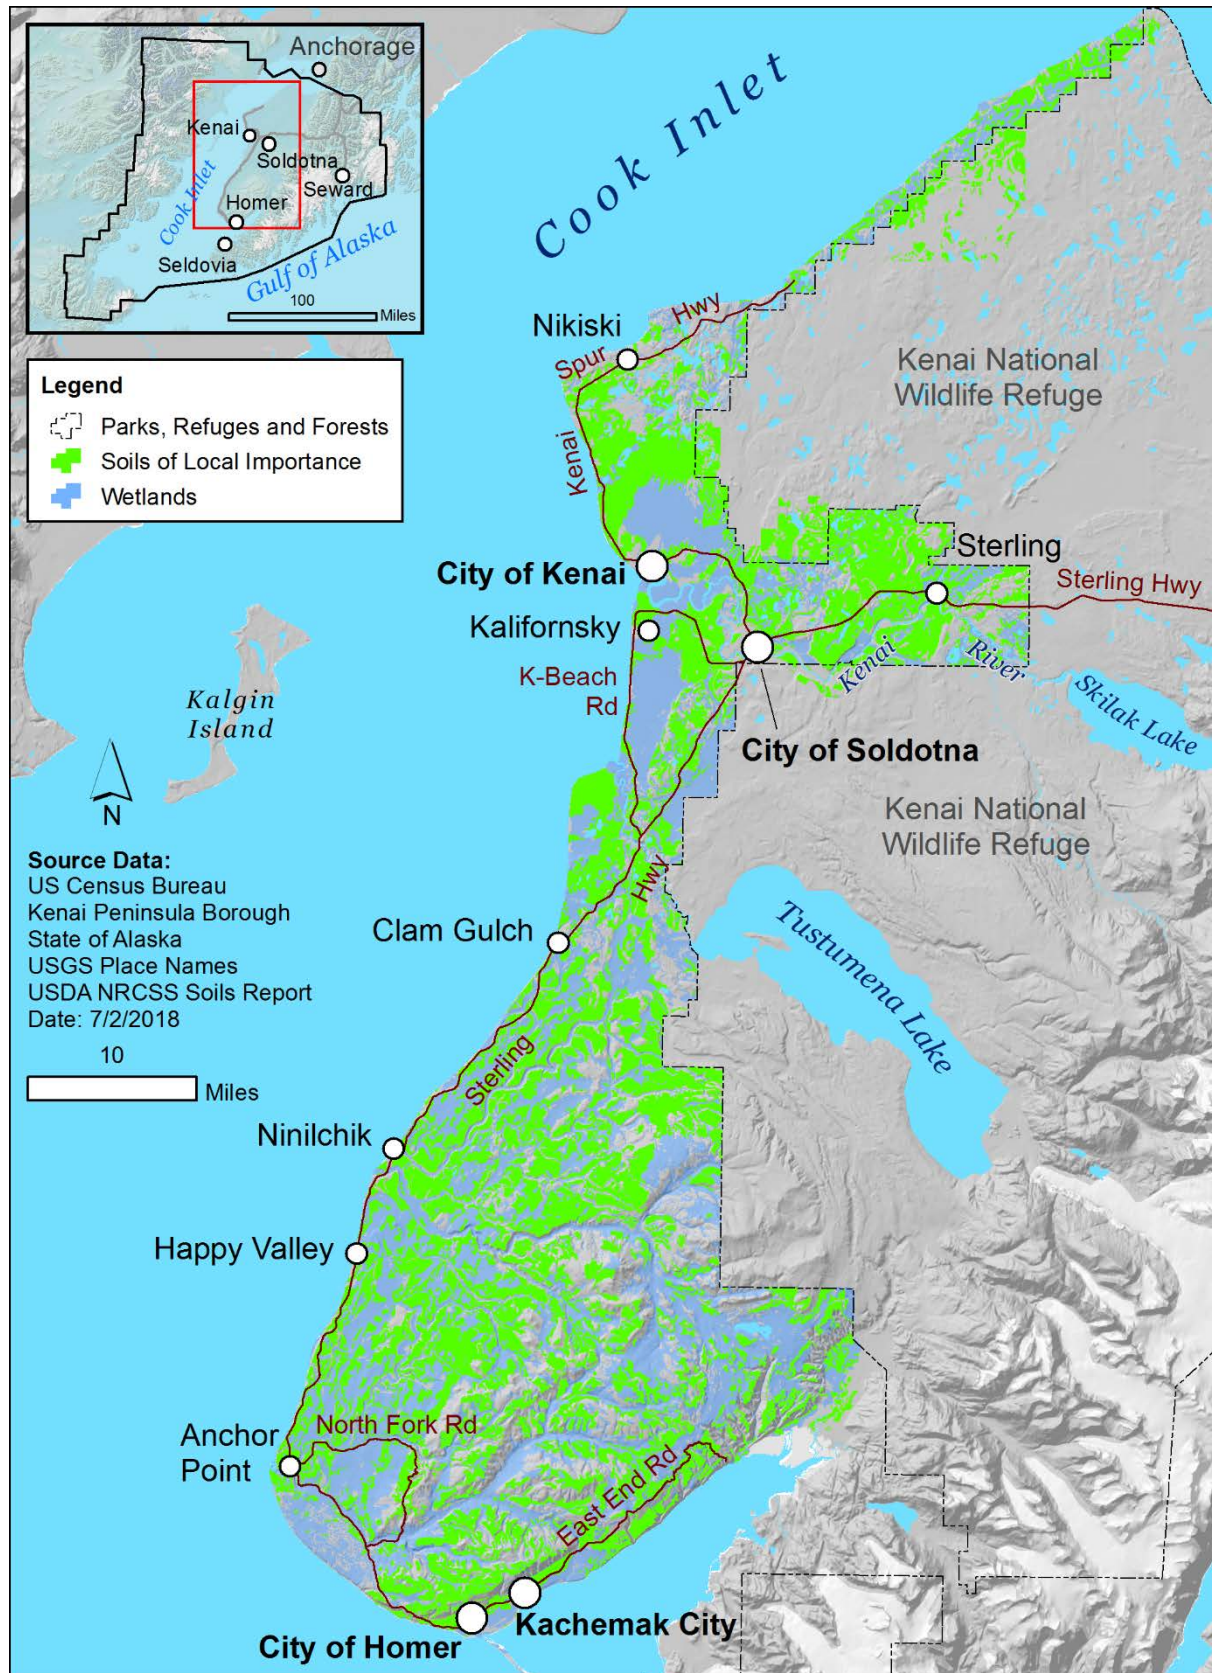 Anchorage
Kenai
Soldotna
Seward
Cook Inlet
Homer
Seldovia
Gulf of Alaska
100
Miles
Cook Inlet
Legend
Parks, Refuges and Forests
Soils of Local Importance
Wetlands
Nikiski
Spur
Hwy
Kenai
Kenai National
Wildlife Refuge
City of Kenai
Sterling
Sterling Hwy
Kalifornsky
K-Beach
Rd
Kenai
River
Skilak Lake
Kalgin
Island
City of Soldotna
N
Kenai National
Wildlife Refuge
Source Data:
US Census Bureau
Kenai Peninsula Borough
State of Alaska
USGS Place Names
USDA NRCSS Soils Report
Date: 7/2/2018
10
Miles
Hwy
Clam Gulch
Tustumena Lake
Sterling
Ninilchik
Happy Valley
Anchor
Point
North Fork Rd
East End Rd
Kachemak City
City of Homer